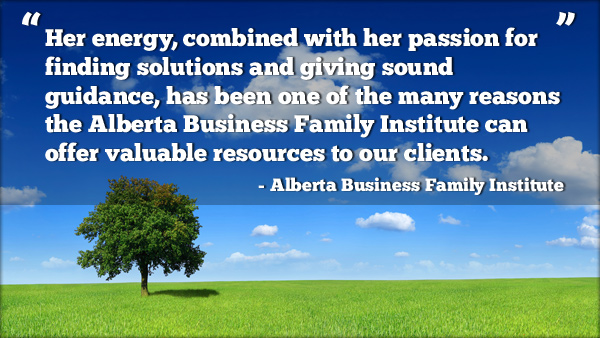 “ ”
Her energy, combined with her passion for
finding solutions and giving sound
guidance, has been one of the many reasons
the Alberta Business Family Institute can
offer valuable resources to our clients.
- Alberta Business Family Institute